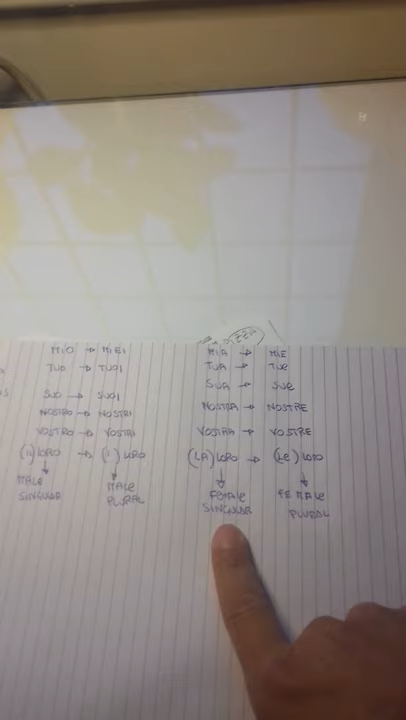 MIO → MIEI MIA → MIE
TUO → TUOI TUA → TUE
SUO → SUOI SUA → SUE
NOSTRO → NOSTRI NOSTRA → NOSTRE
VOSTRO → VOSTRI VOSTRA → VOSTRE
(IL) LORO → (I) LORO (LA) LORO → (LE) LORO
MALE SINGULAR MALE PLURAL FEMALE SINGULAR FEMALE PLURAL